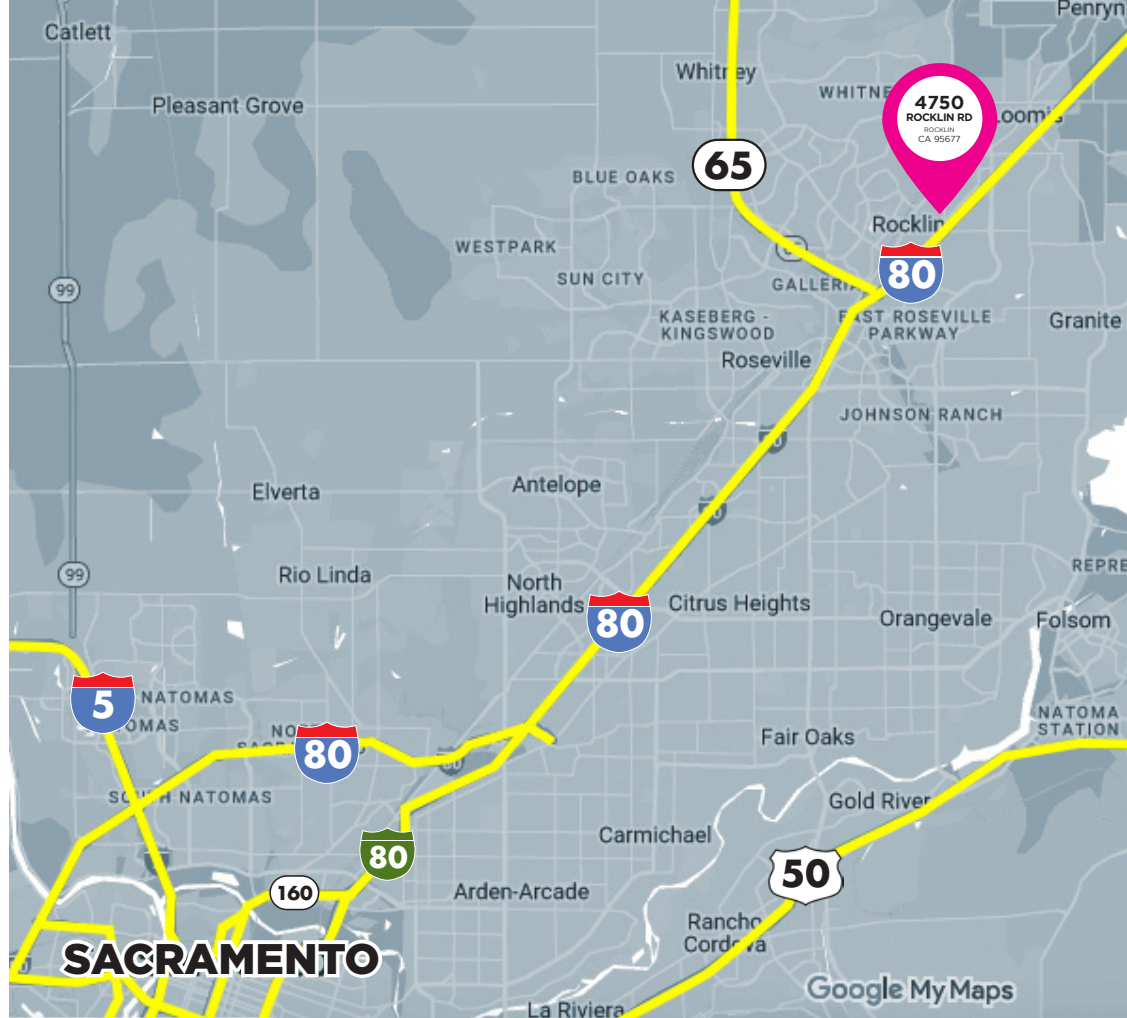 Penryn
Catlett
Whitney
Pleasant Grove
WHITNE
4750
ROCKLIN RD
ROCKLIN
CA 95677
Loomis
65
BLUE OAKS
Rocklin
WESTPARK
SUN CITY
80
99
GALLERIA
KASEBERG -
KINGSWOOD
EAST ROSEVILLE
PARKWAY
Granite
Roseville
JOHNSON RANCH
Elverta
Antelope
99
Rio Linda
REPRE
North
Highlands
80
Citrus Heights
Orangevale
Folsom
5
NATOMAS
OMAS
NATOMA
STATION
80
Fair Oaks
SOUTH NATOMAS
Gold River
Carmichael
80
160
Arden-Arcade
50
Rancho
Cordova
SACRAMENTO
Google My Maps
La Riviera